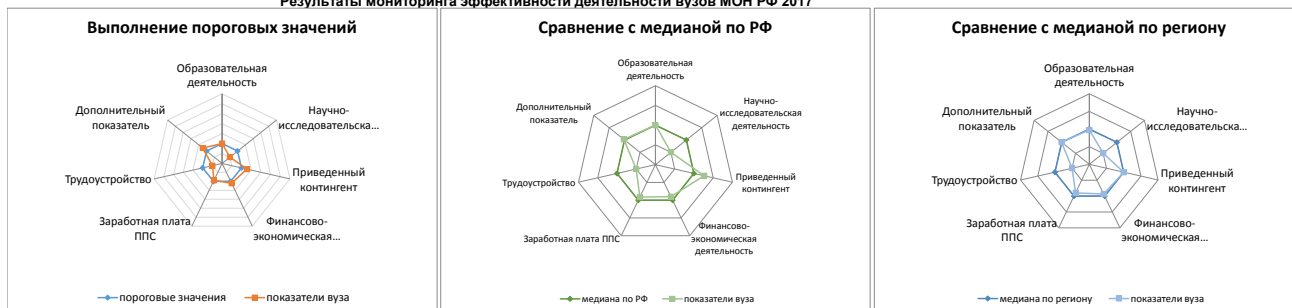 Результаты мониторинга эффективности деятельности вузов МОН РФ 2017
Выполнение пороговых значений
Образовательная
деятельность
Научно-
исследовательска...
Приведенный
контингент
Финансово-
экономическая...
Заработная плата
ППС
Трудоустройство
Дополнительный
показатель
пороговые значения
показатели вуза
Сравнение с медианой по РФ
Образовательная
деятельность
Научно-
исследовательская
деятельность
Приведенный
контингент
Финансово-
экономическая
деятельность
Заработная плата ППС
Трудоустройство
Дополнительный
показатель
медиана по РФ
показатели вуза
Сравнение с медианой по региону
Образовательная
деятельность
Научно-
исследовательска...
Приведенный
контингент
Финансово-
экономическая...
Заработная плата
ППС
Трудоустройство
Дополнительный
показатель
медиана по региону
показатели вуза